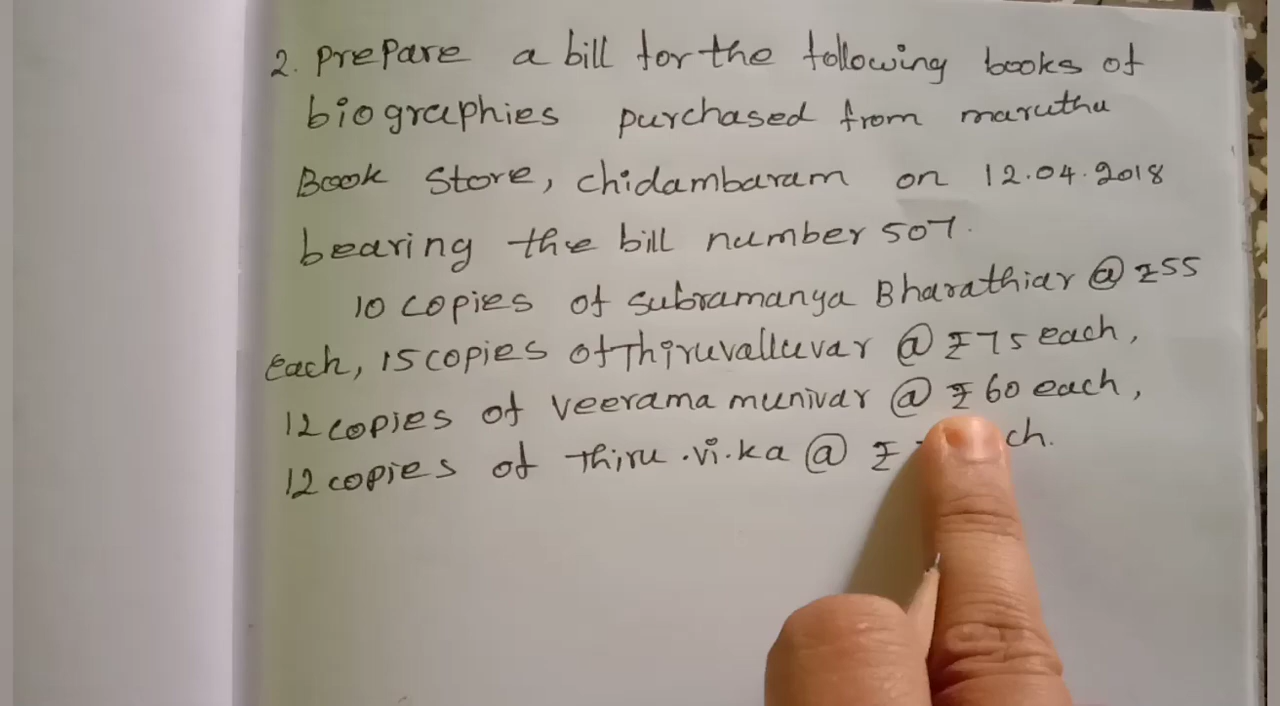 2. Prepare a bill for the following books of
biographies purchased from marutha
Book Store, chidambaram on 12.04.2018
bearing the bill number 507.
10 copies of Subramanya Bharathiar @ ₹55
each, 15 copies of Thiruvalluvar @ ₹75 each,
12 copies of Veerama munivar @ ₹60 each,
12 copies of Thiru.vi.ka @ ₹